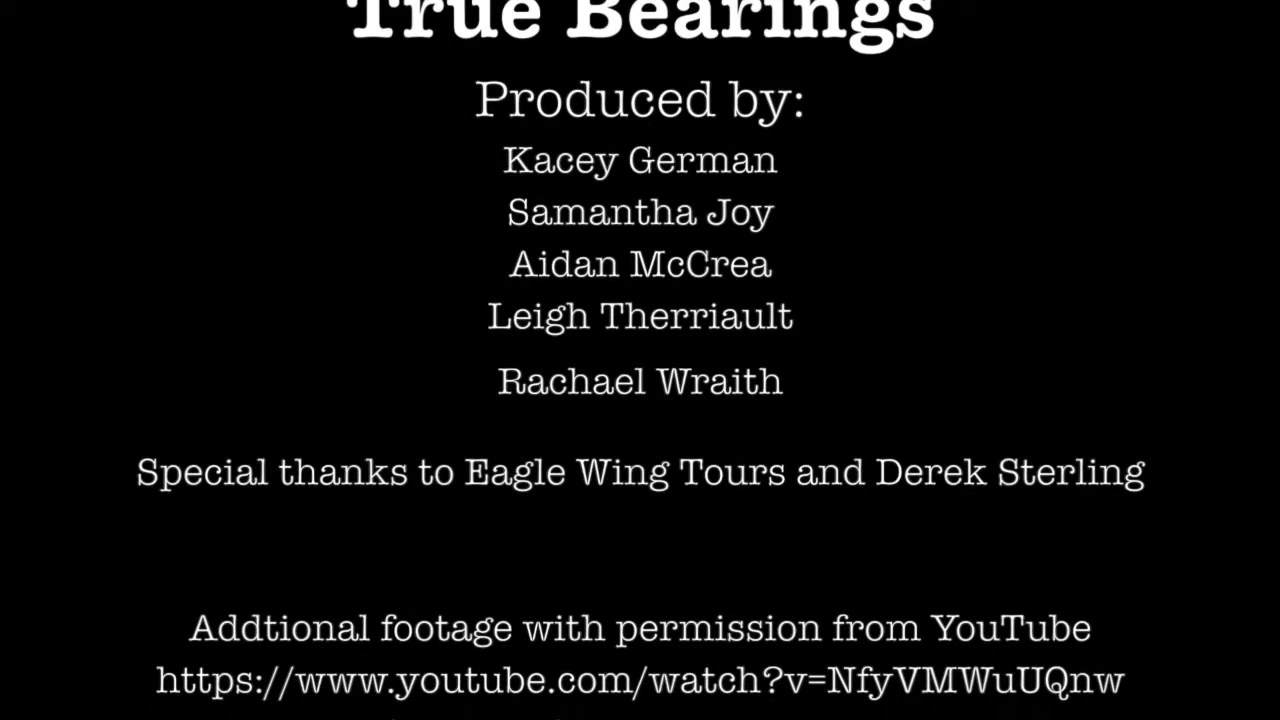 True Bearings
Produced by:
Kacey German
Samantha Joy
Aidan McCrea
Leigh Therriault
Rachael Wraith
Special thanks to Eagle Wing Tours and Derek Sterling
Addtional footage with permission from YouTube
https://www.youtube.com/watch?v=NfyVMWuUQnw